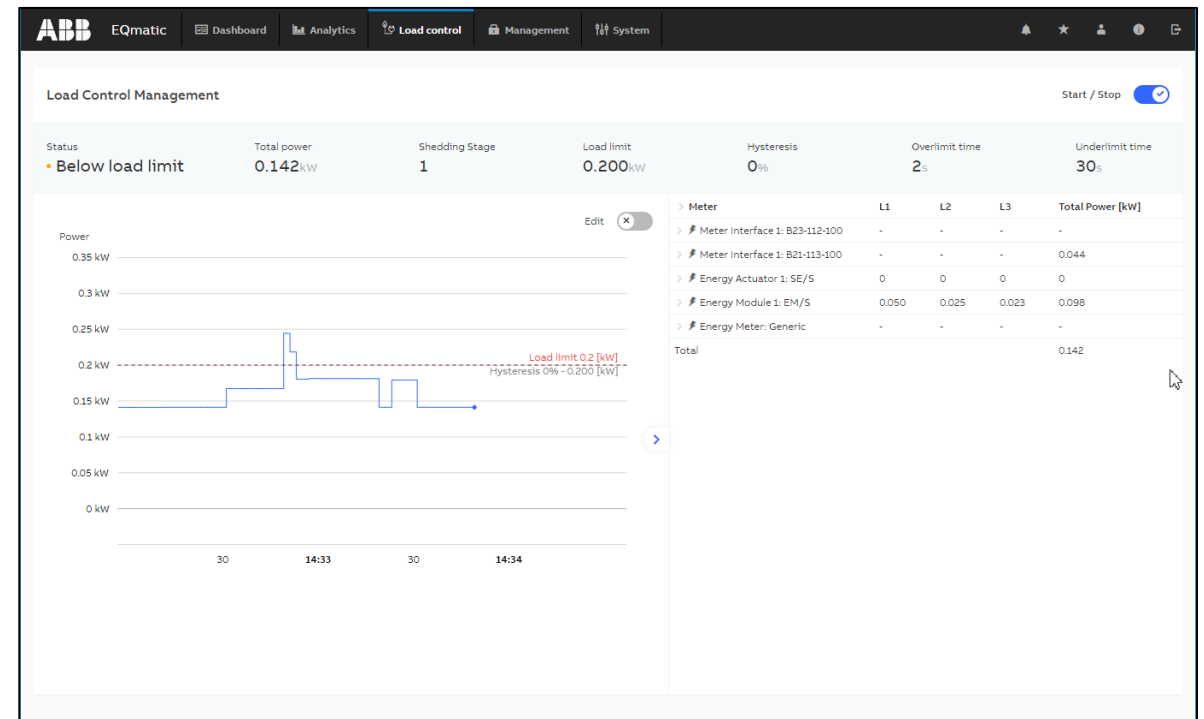 ABB EQmatic Dashboard Analytics Load control Management System
Load Control Management
Start / Stop
Status Total power Shedding Stage Load limit Hysteresis Overlimit time Underlimit time
Below load limit 0.142kW 1 0.200kW 0% 2s 30s
Edit
Power
0.35 kW
0.3 kW
0.25 kW
0.2 kW
0.15 kW
0.1 kW
0.05 kW
0 kW
Load limit 0.2 [kW]
Hysteresis 0% - 0.200 [kW]
30 14:33 30 14:34
Meter L1 L2 L3 Total Power [kW]
Meter Interface 1: B23-112-100 - - - -
Meter Interface 1: B21-113-100 - - - 0.044
Energy Actuator 1: SE/S 0 0 0 0
Energy Module 1: EM/S 0.050 0.025 0.023 0.098
Energy Meter: Generic - - - -
Total 0.142